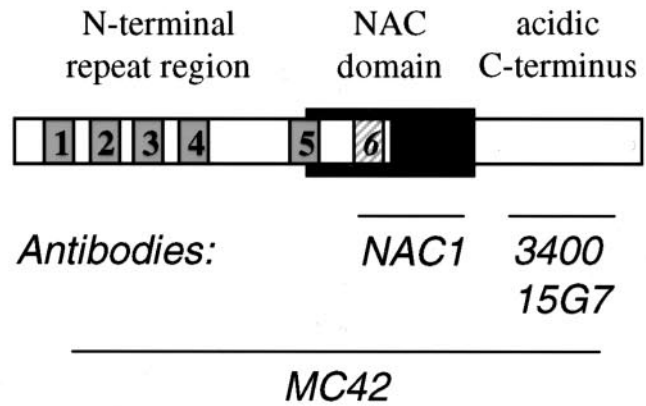 N-terminal repeat region
NAC domain
acidic C-terminus
1 2 3 4 5 6
Antibodies: NAC1 3400
15G7
MC42